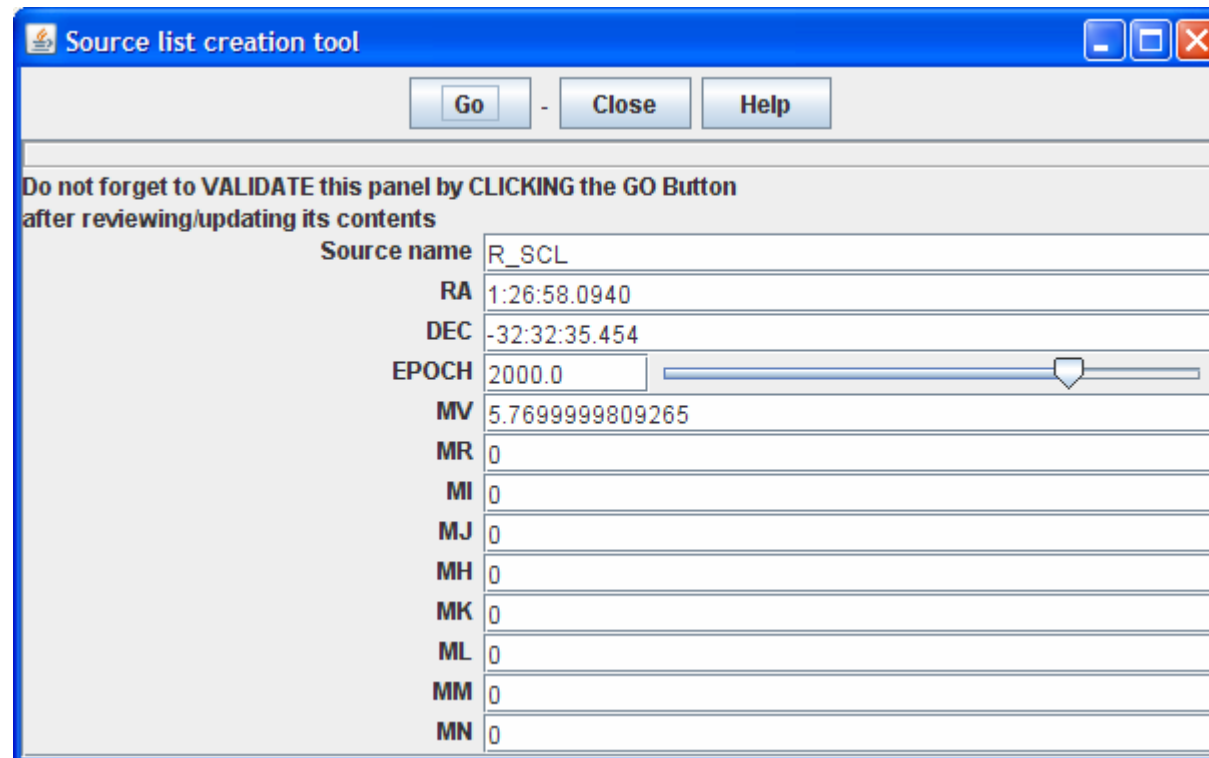 Source list creation tool
Go - Close Help
Do not forget to VALIDATE this panel by CLICKING the GO Button
after reviewing/updating its contents
Source name R_SCL
RA 1:26:58.0940
DEC -32:32:35.454
EPOCH 2000.0
MV 5.7699999809265
MR 0
MI 0
MJ 0
MH 0
MK 0
ML 0
MM 0
MN 0